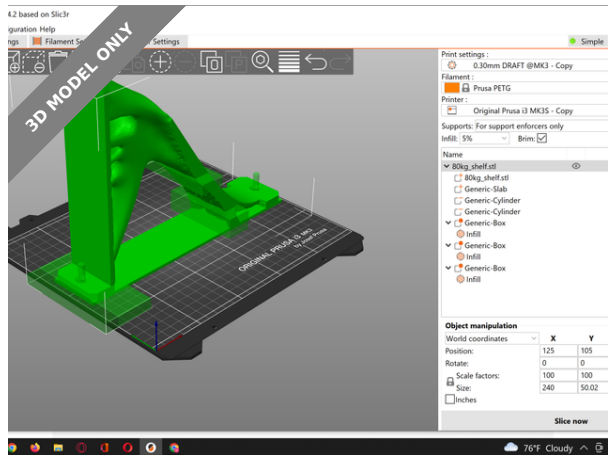 4.2 based on Slic3r
iguration Help
ngs Filament Se Settings
Simple
3D MODEL ONLY
Print settings :
0.30mm DRAFT @MK3 - Copy
Filament :
Prusa PETG
Printer :
Original Prusa i3 MK3S - Copy
Supports: For support enforcers only
Infill: 5% Brim:
Name
80kg_shelf.stl
80kg_shelf.stl
Generic-Slab
Generic-Cylinder
Generic-Cylinder
Generic-Box
Infill
Generic-Box
Infill
Generic-Box
Infill
ORIGINAL PRUSA i3 MK3
by Josef Prusa
Object manipulation
World coordinates X Y
Position: 125 105
Rotate: 0 0
Scale factors: 100 100
Size: 240 50.02
Inches
Slice now
76°F Cloudy